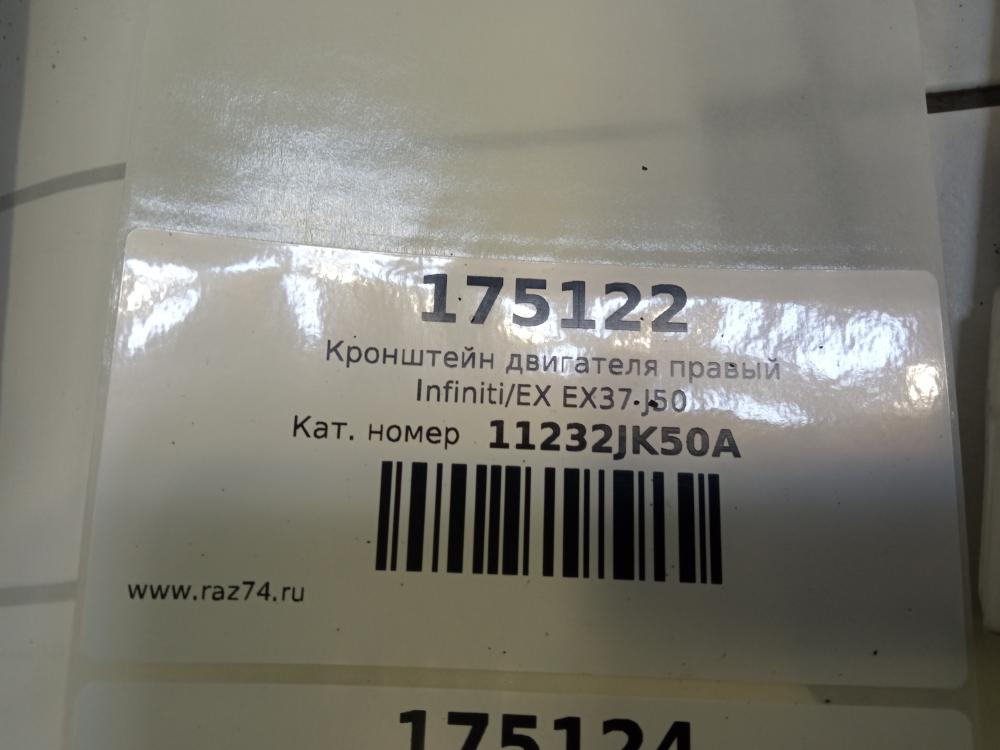 175122
Кронштейн двигателя правый
Infiniti/EX EX37 J50
Кат. номер 11232JK50A
www.raz74.ru
175124